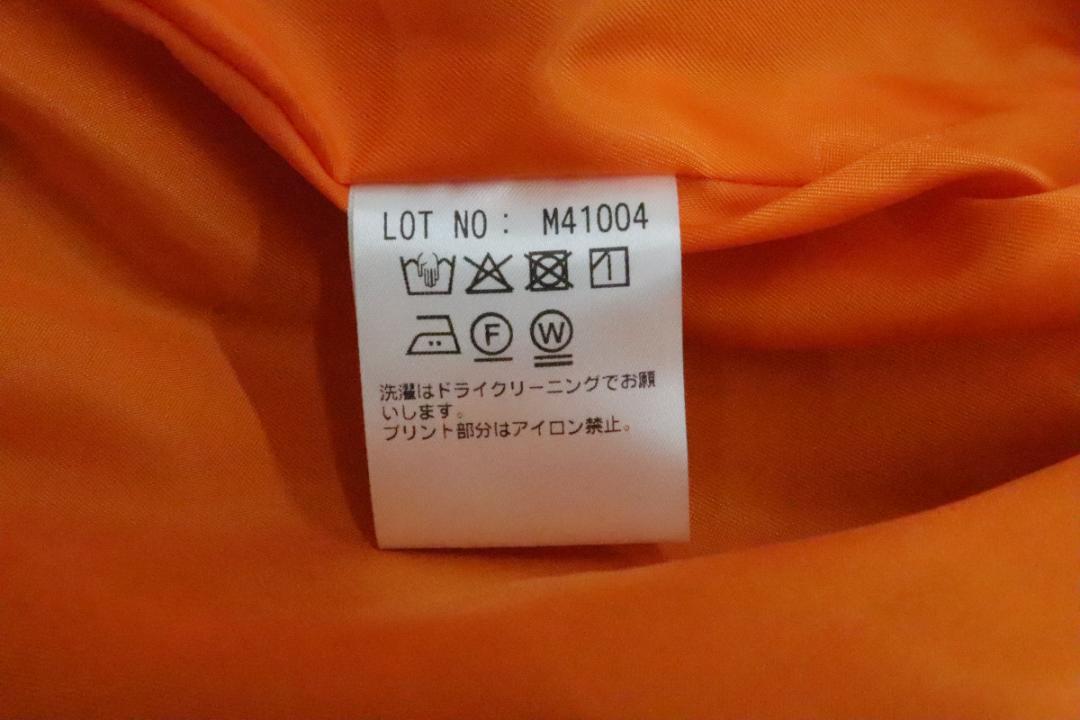 LOT NO: M41004
F W
洗濯はドライクリーニングでお願
いします。
プリント部分はアイロン禁止。